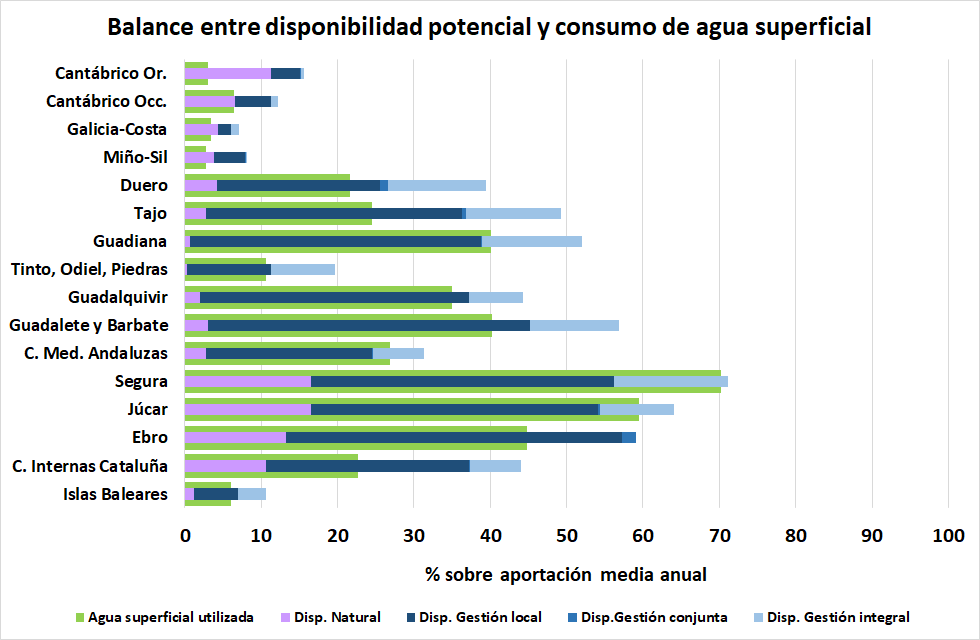 Balance entre disponibilidad potencial y consumo de agua superficial
Cantábrico Or.
Cantábrico Occ.
Galicia-Costa
Miño-Sil
Duero
Tajo
Guadiana
Tinto, Odiel, Piedras
Guadalquivir
Guadalete y Barbate
C. Med. Andaluzas
Segura
Júcar
Ebro
C. Internas Cataluña
Islas Baleares
0 10 20 30 40 50 60 70 80 90 100
% sobre aportación media anual
Agua superficial utilizada Disp. Natural Disp. Gestión local Disp.Gestión conjunta Disp. Gestión integral